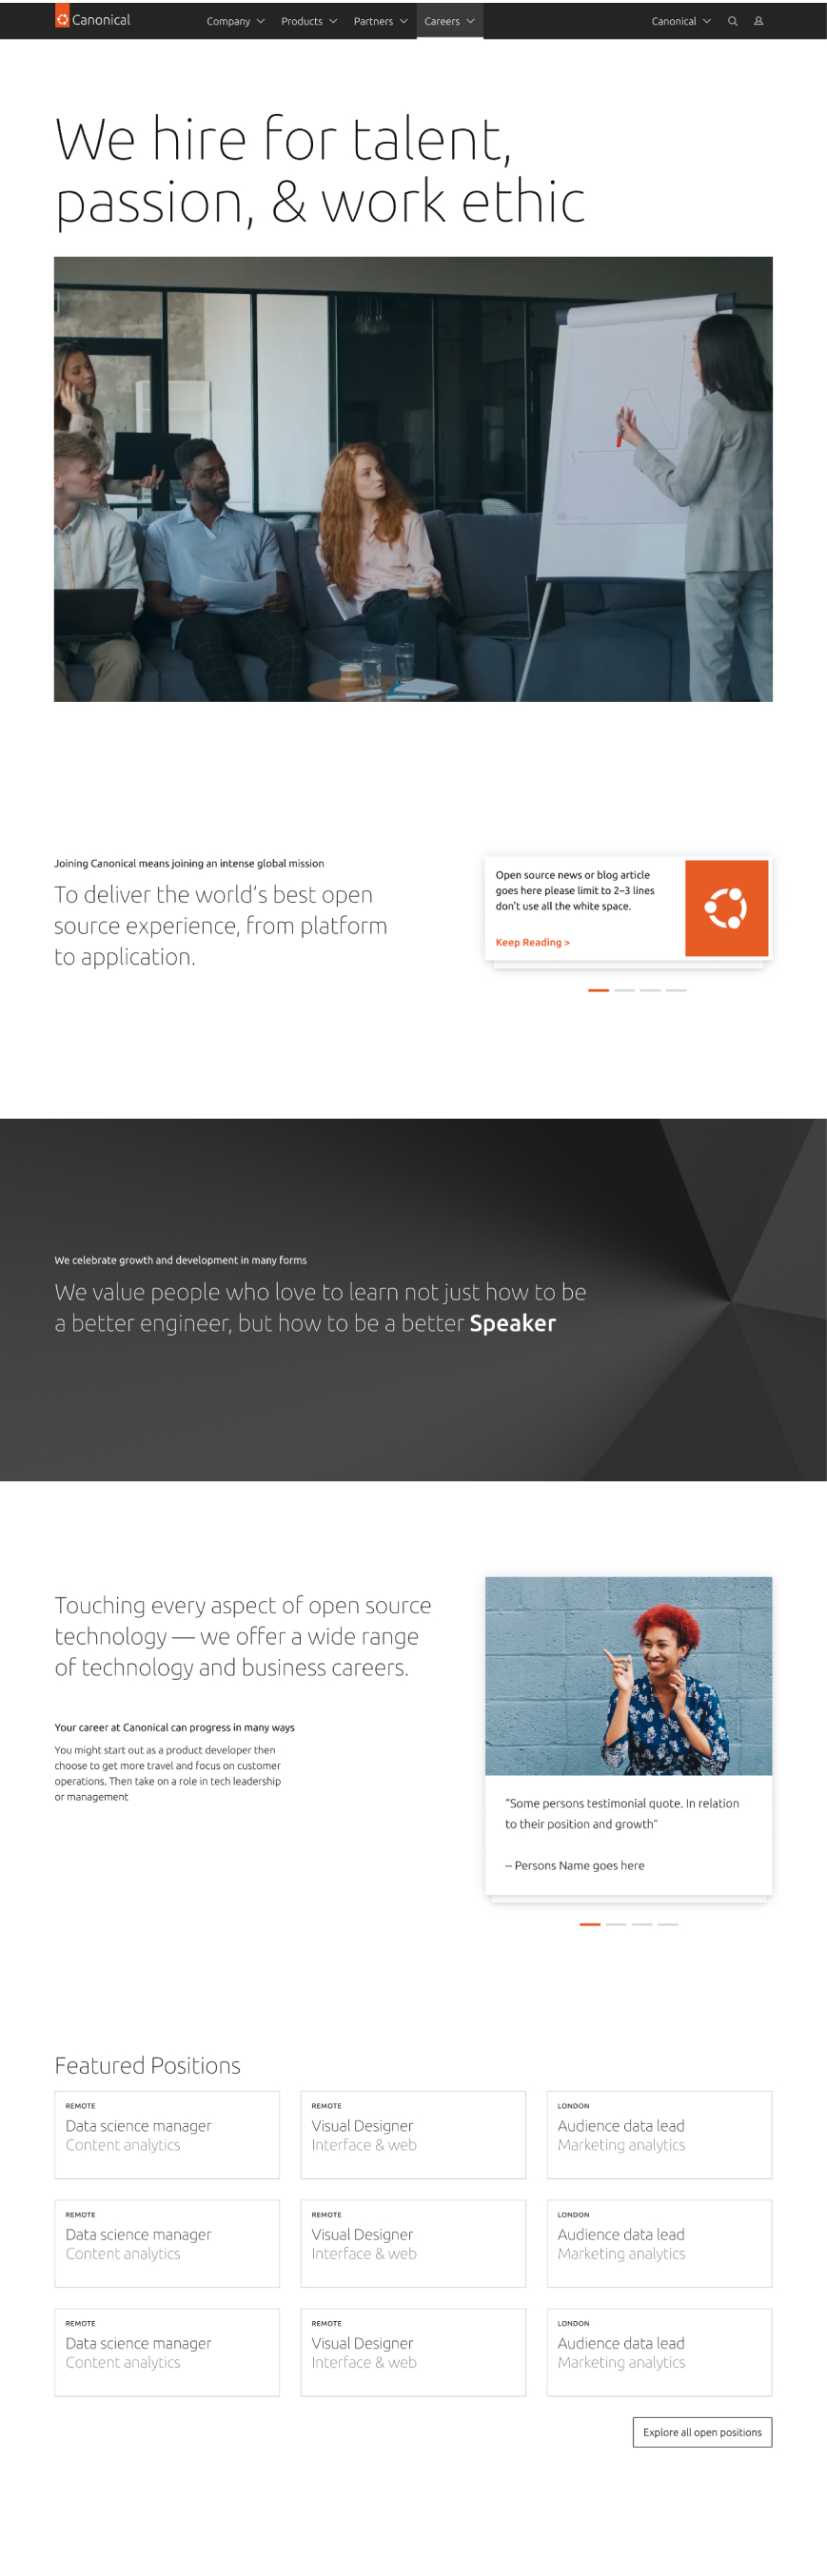 Canonical
Company
Products
Partners
Careers
Canonical
We hire for talent,
passion, & work ethic
Joining Canonical means joining an intense global mission
To deliver the world's best open
source experience, from platform
to application.
Open source news or blog article
goes here please limit to 2–3 lines
don't use all the white space.
Keep Reading >
We celebrate growth and development in many forms
We value people who love to learn not just how to be
a better engineer, but how to be a better Speaker
Touching every aspect of open source
technology — we offer a wide range
of technology and business careers.
Your career at Canonical can progress in many ways
You might start out as a product developer then
choose to get more travel and focus on customer
operations. Then take on a role in tech leadership
or management
"Some persons testimonial quote. In relation
to their position and growth"
-- Persons Name goes here
Featured Positions
REMOTE
Data science manager
Content analytics
REMOTE
Visual Designer
Interface & web
LONDON
Audience data lead
Marketing analytics
REMOTE
Data science manager
Content analytics
REMOTE
Visual Designer
Interface & web
LONDON
Audience data lead
Marketing analytics
REMOTE
Data science manager
Content analytics
REMOTE
Visual Designer
Interface & web
LONDON
Audience data lead
Marketing analytics
Explore all open positions